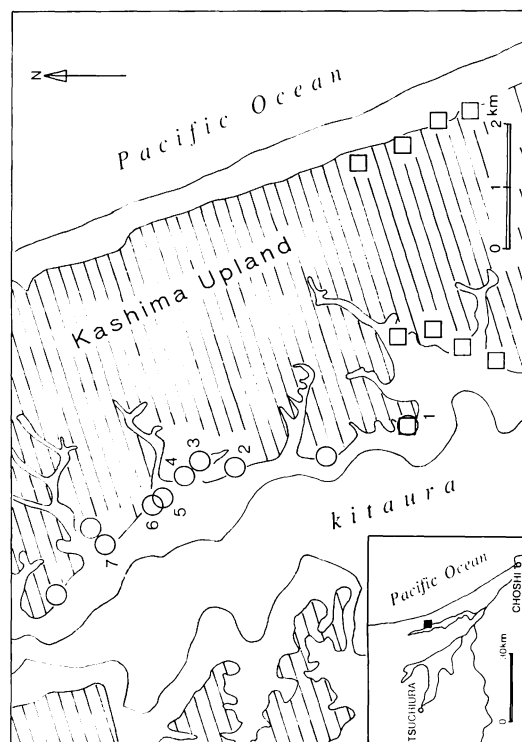 N
Pacific Ocean
Kashima Upland
kitaura
7
6
5
4
3
2
1
0 1 2 km
Pacific Ocean
TSUCHIURA
CHOSHI
0 10km